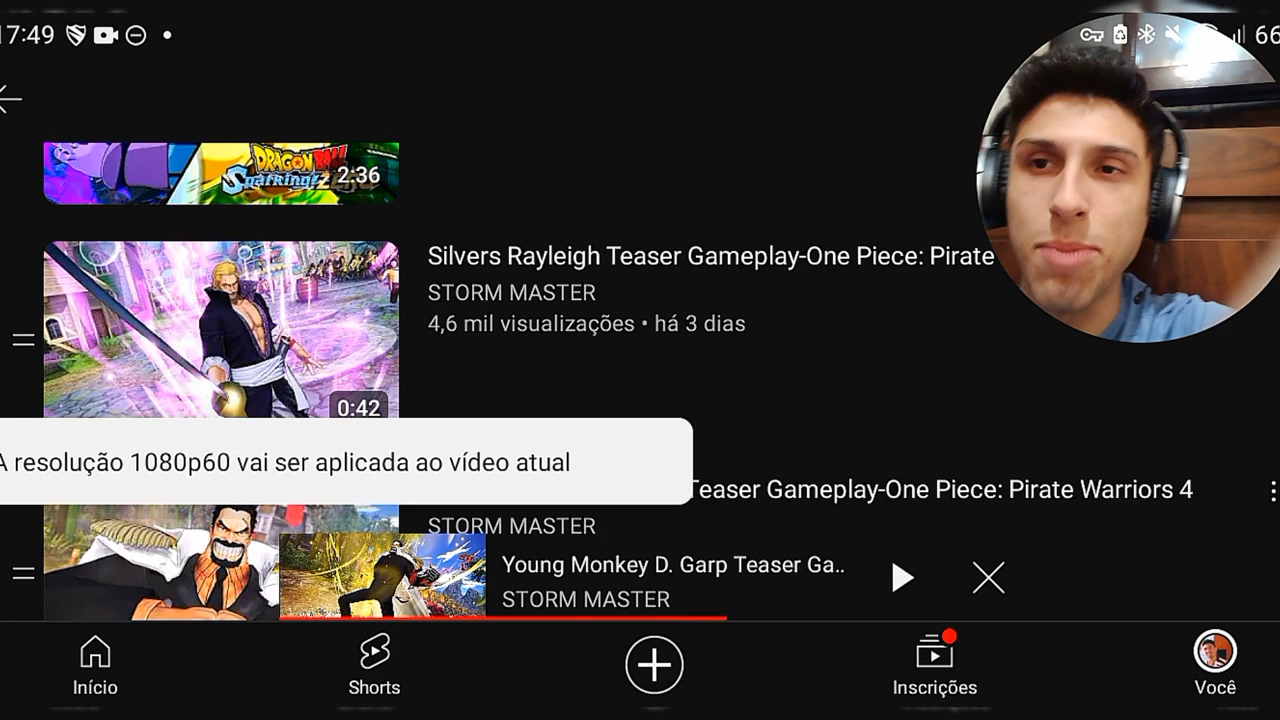 17:49
66
DRAGON BALL
Sparking! Z
2:36
Silvers Rayleigh Teaser Gameplay-One Piece: Pirate
STORM MASTER
4,6 mil visualizações • há 3 dias
0:42
A resolução 1080p60 vai ser aplicada ao vídeo atual
Teaser Gameplay-One Piece: Pirate Warriors 4
STORM MASTER
Young Monkey D. Garp Teaser Ga..
STORM MASTER
Início
Shorts
Inscrições
Você